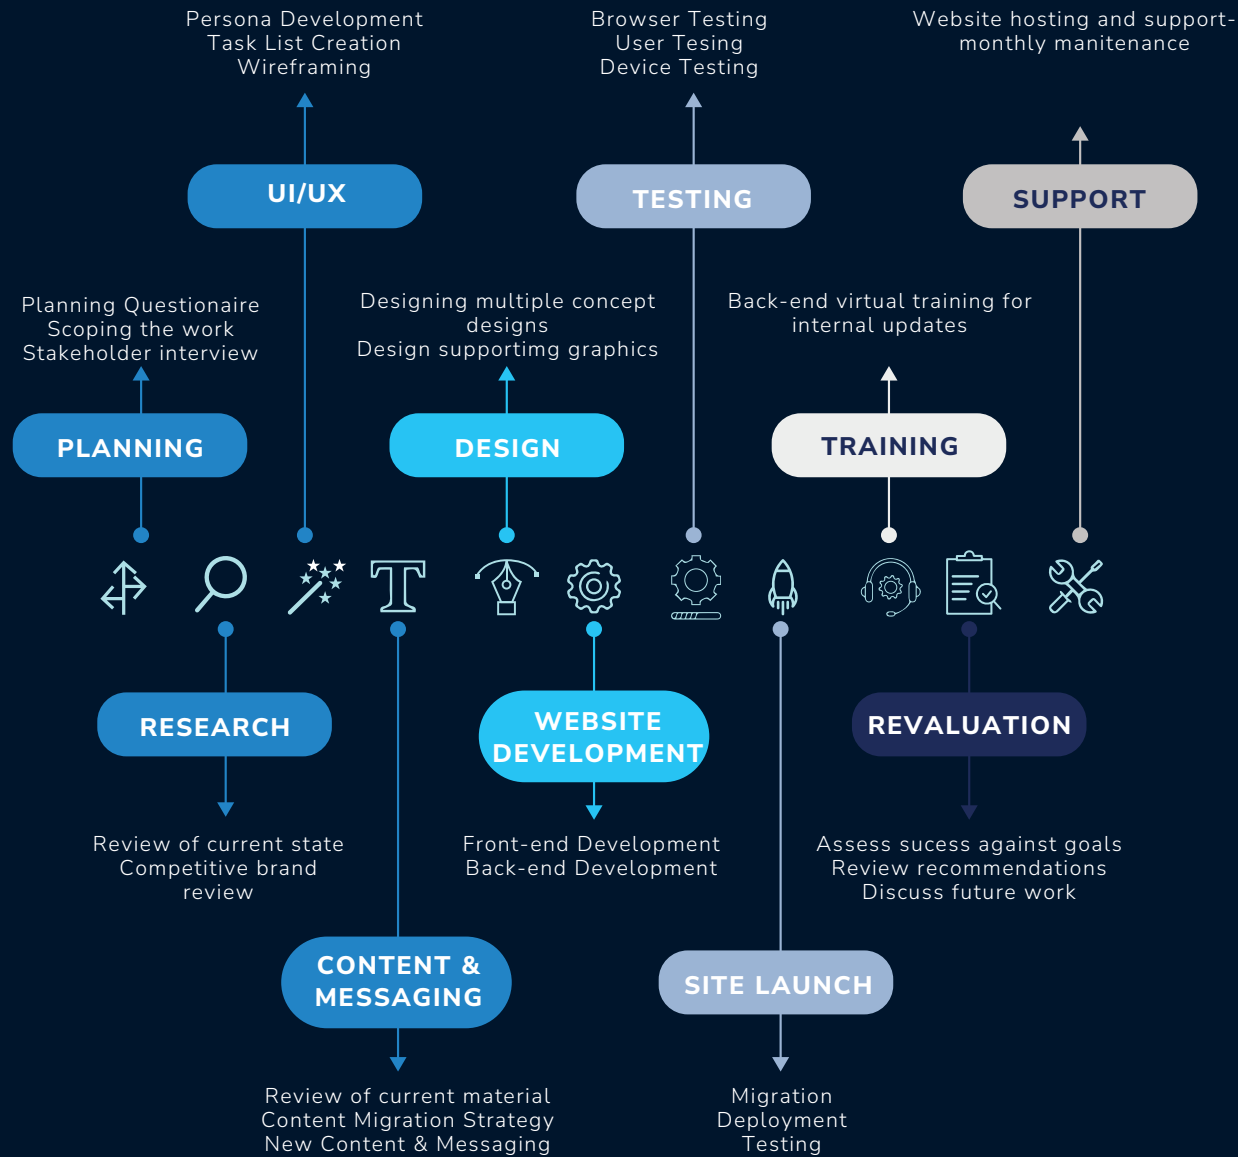 Persona Development
Task List Creation
Wireframing
Browser Testing
User Tesing
Device Testing
Website hosting and support-
monthly manitenance
UI/UX
TESTING
SUPPORT
Planning Questionaire
Scoping the work
Stakeholder interview
Designing multiple concept
designs
Design supportimg graphics
Back-end virtual training for
internal updates
PLANNING
DESIGN
TRAINING
RESEARCH
WEBSITE
DEVELOPMENT
REVALUATION
Review of current state
Competitive brand
review
Front-end Development
Back-end Development
Assess sucess against goals
Review recommendations
Discuss future work
CONTENT &
MESSAGING
SITE LAUNCH
Review of current material
Content Migration Strategy
New Content & Messaging
Migration
Deployment
Testing